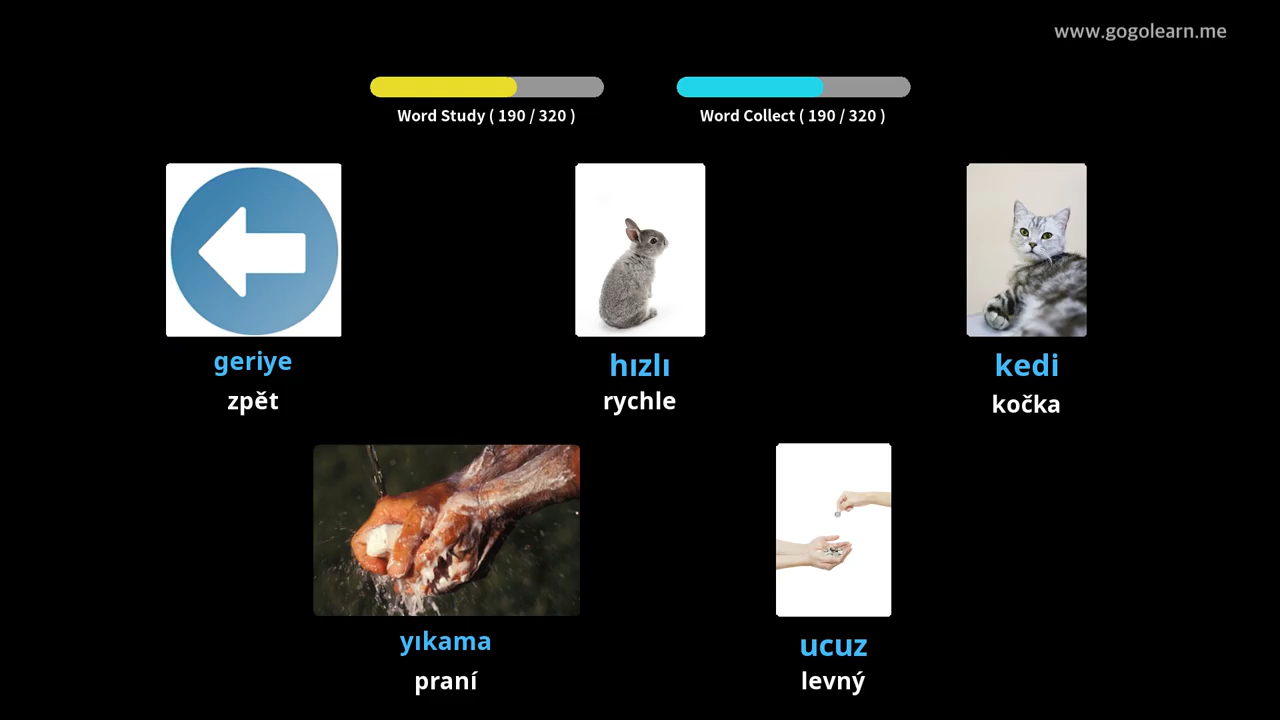 www.gogolearn.me
Word Study ( 190 / 320 )
Word Collect ( 190 / 320 )
geriye
zpět
hızlı
rychle
kedi
kočka
yıkama
praní
ucuz
levný